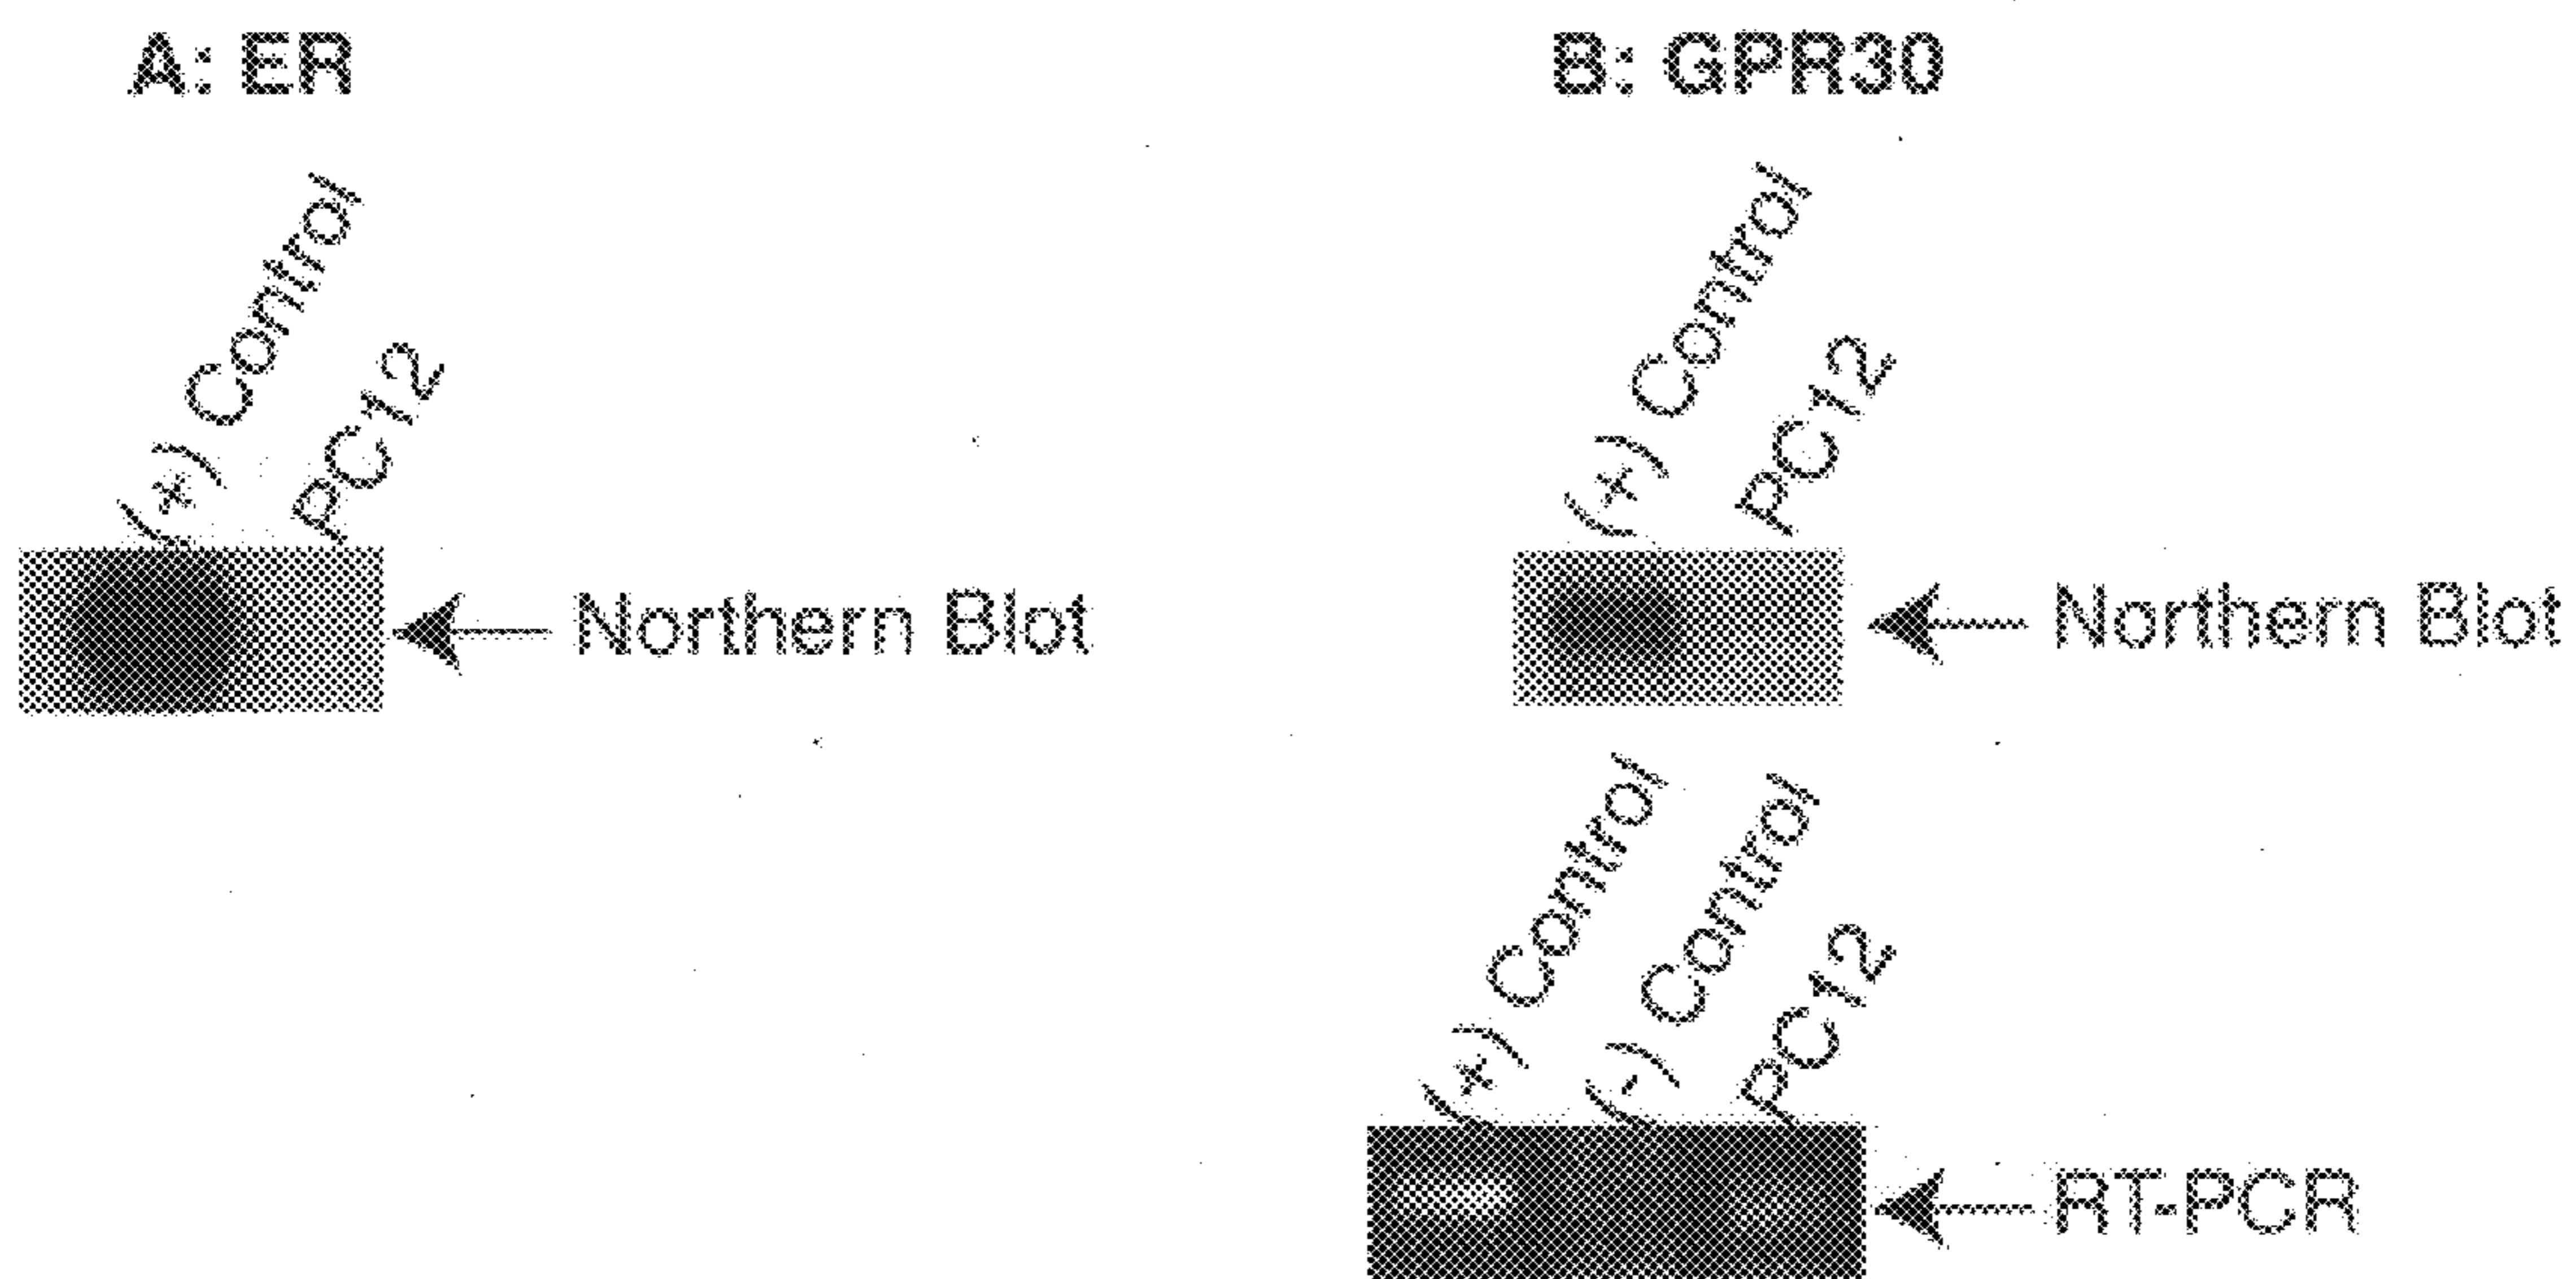 A: ER
(+) Control
PC12
Northern Blot
B: GPR30
(+) Control
PC12
Northern Blot
(+) Control
(-) Control
PC12
RT-PCR